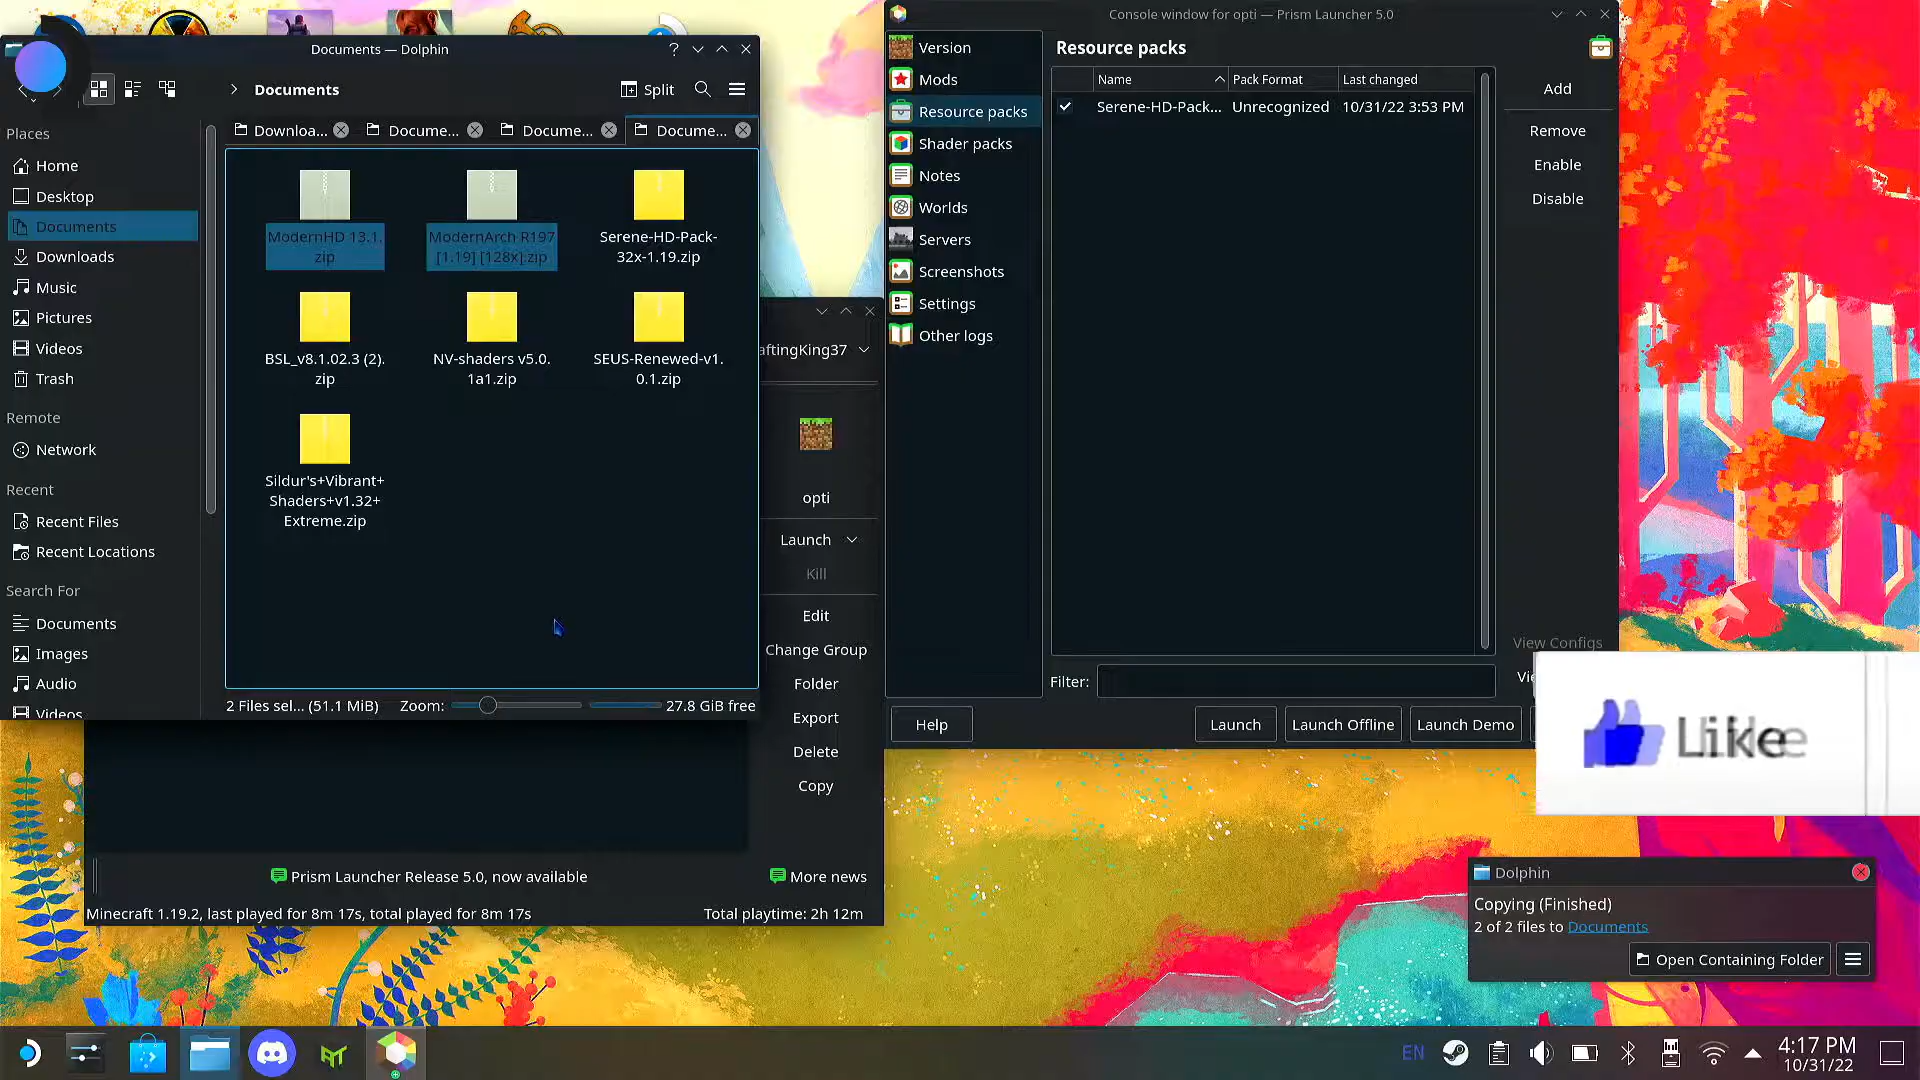 Documents — Dolphin
?
Documents
Split
Downloa...
Docume...
Docume...
Docume...
Places
Home
Desktop
Documents
Downloads
Music
Pictures
Videos
Trash
Remote
Network
Recent
Recent Files
Recent Locations
Search For
Documents
Images
Audio
Videos
ModernHD 13.1.
zip
ModernArch R197
[1.19] [128x].zip
Serene-HD-Pack-
32x-1.19.zip
BSL_v8.1.02.3 (2).
zip
NV-shaders v5.0.
1a1.zip
SEUS-Renewed-v1.
0.1.zip
Sildur's+Vibrant+
Shaders+v1.32+
Extreme.zip
2 Files sel... (51.1 MiB)
Zoom:
27.8 GiB free
aftingKing37
opti
Launch
Kill
Edit
Change Group
Folder
Export
Delete
Copy
Prism Launcher Release 5.0, now available
More news
Minecraft 1.19.2, last played for 8m 17s, total played for 8m 17s
Total playtime: 2h 12m
Console window for opti — Prism Launcher 5.0
Version
Mods
Resource packs
Shader packs
Notes
Worlds
Servers
Screenshots
Settings
Other logs
Resource packs
Name
Pack Format
Last changed
Serene-HD-Pack...
Unrecognized
10/31/22 3:53 PM
Add
Remove
Enable
Disable
View Configs
Filter:
Help
Launch
Launch Offline
Launch Demo
Like
Dolphin
Copying (Finished)
2 of 2 files to Documents
Open Containing Folder
EN
4:17 PM
10/31/22